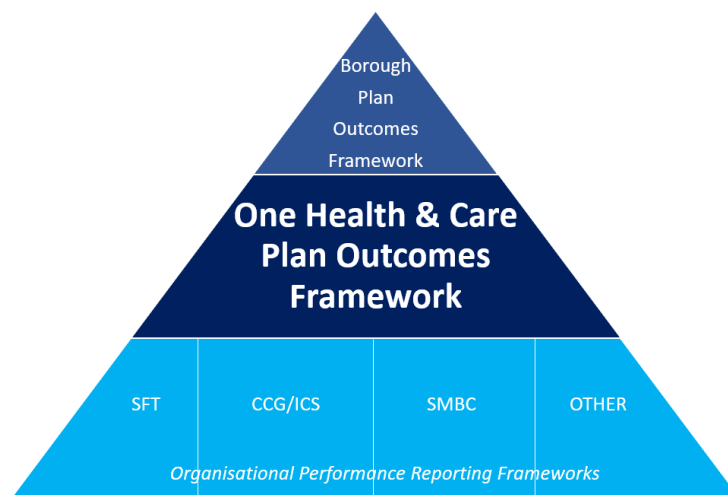 Borough
Plan
Outcomes
Framework
One Health & Care
Plan Outcomes
Framework
SFT
CCG/ICS
SMBC
OTHER
Organisational Performance Reporting Frameworks